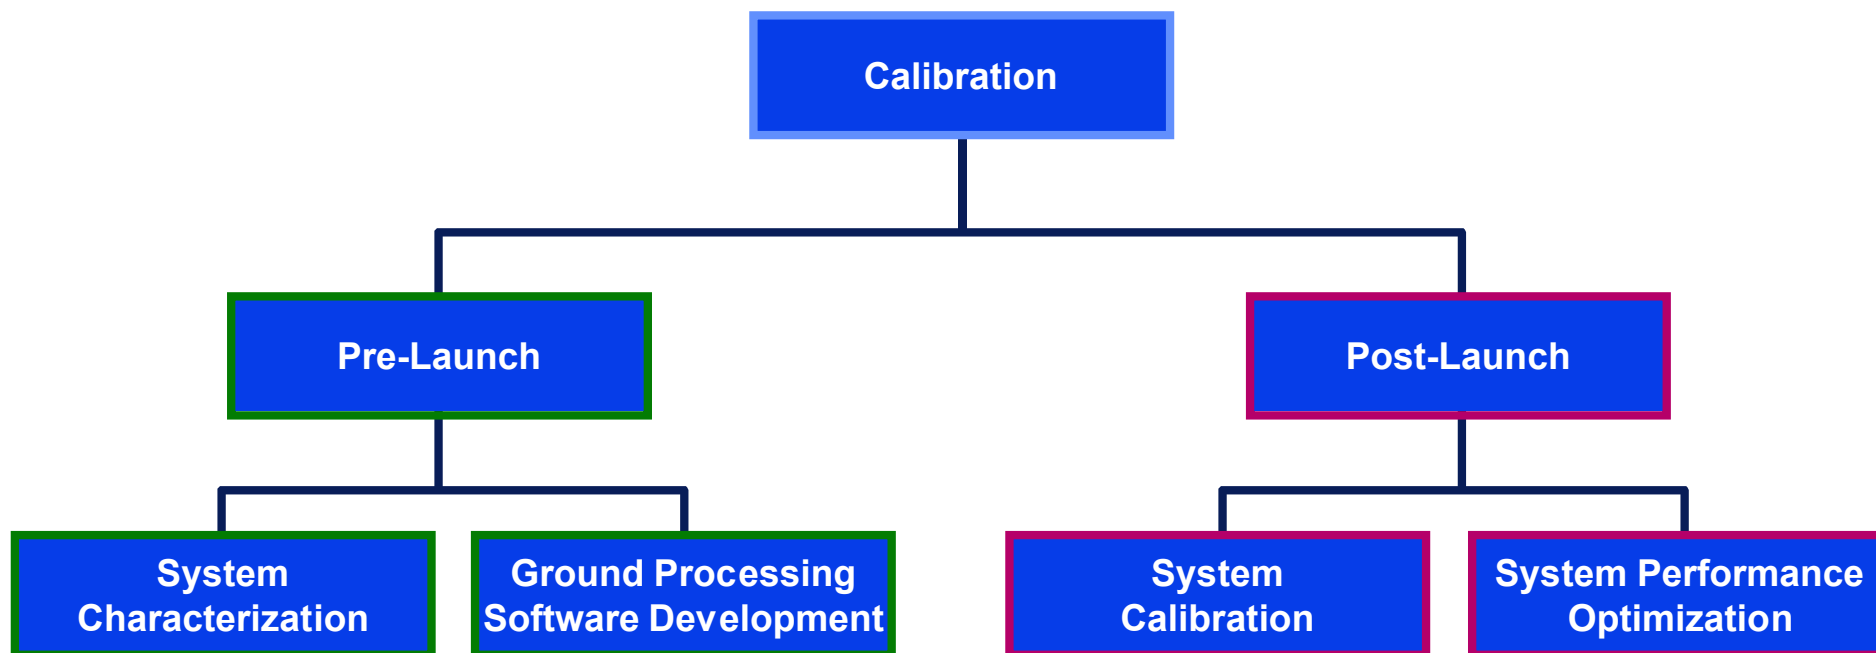 Calibration
Pre-Launch
Post-Launch
System
Characterization
Ground Processing
Software Development
System
Calibration
System Performance
Optimization